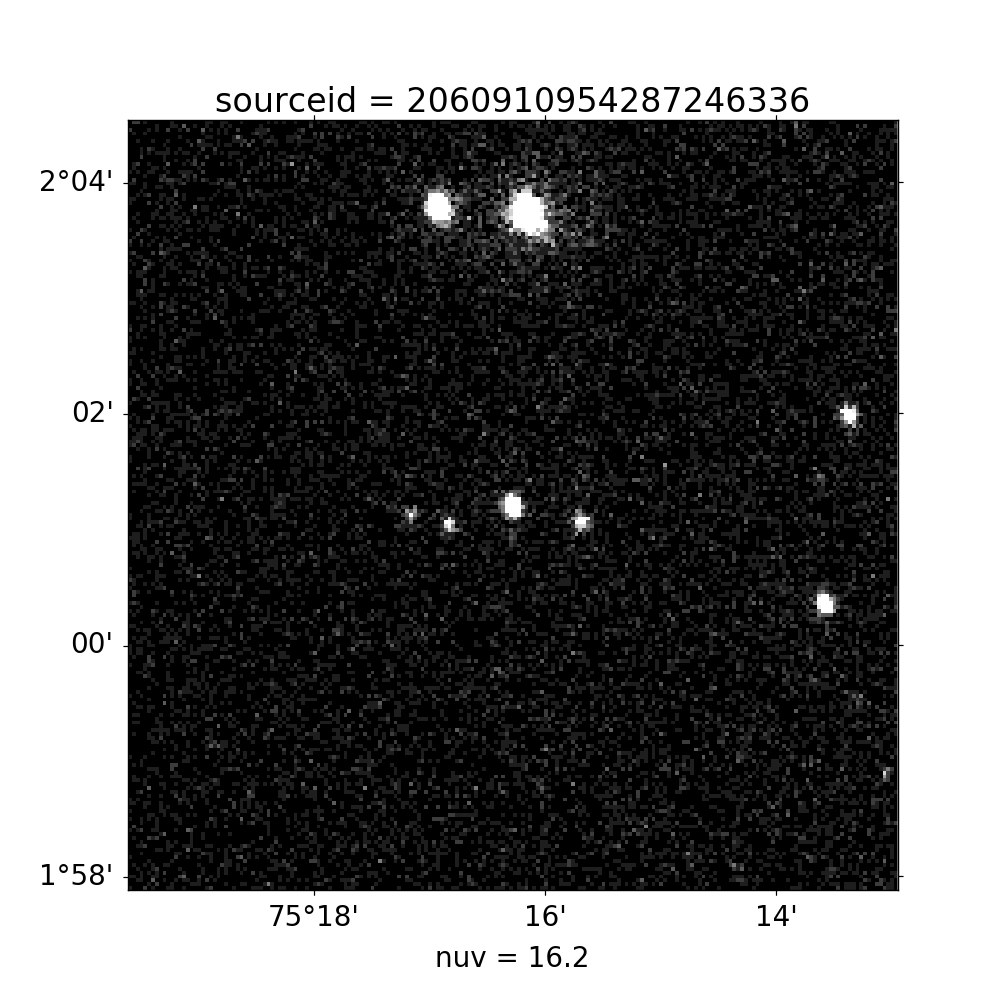 sourceid = 2060910954287246336
2°04'
02'
00'
1°58'
75°18' 16' 14'
nuv = 16.2